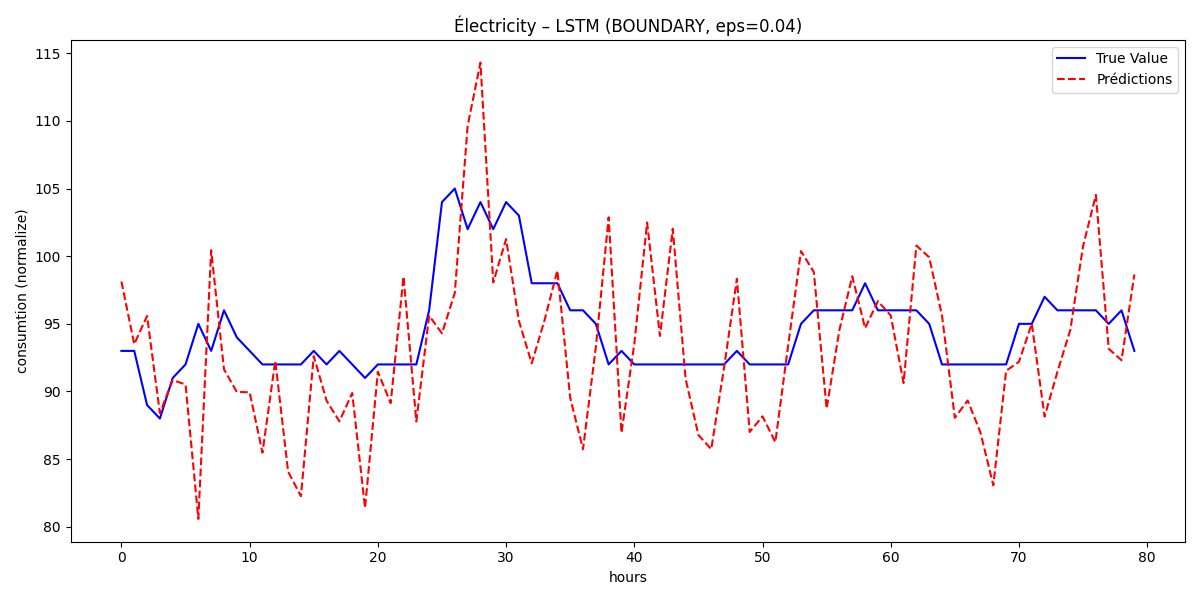 Électricity – LSTM (BOUNDARY, eps=0.04)
True Value
Prédictions
consumtion (normalize)
115
110
105
100
95
90
85
80
0 10 20 30 40 50 60 70 80
hours